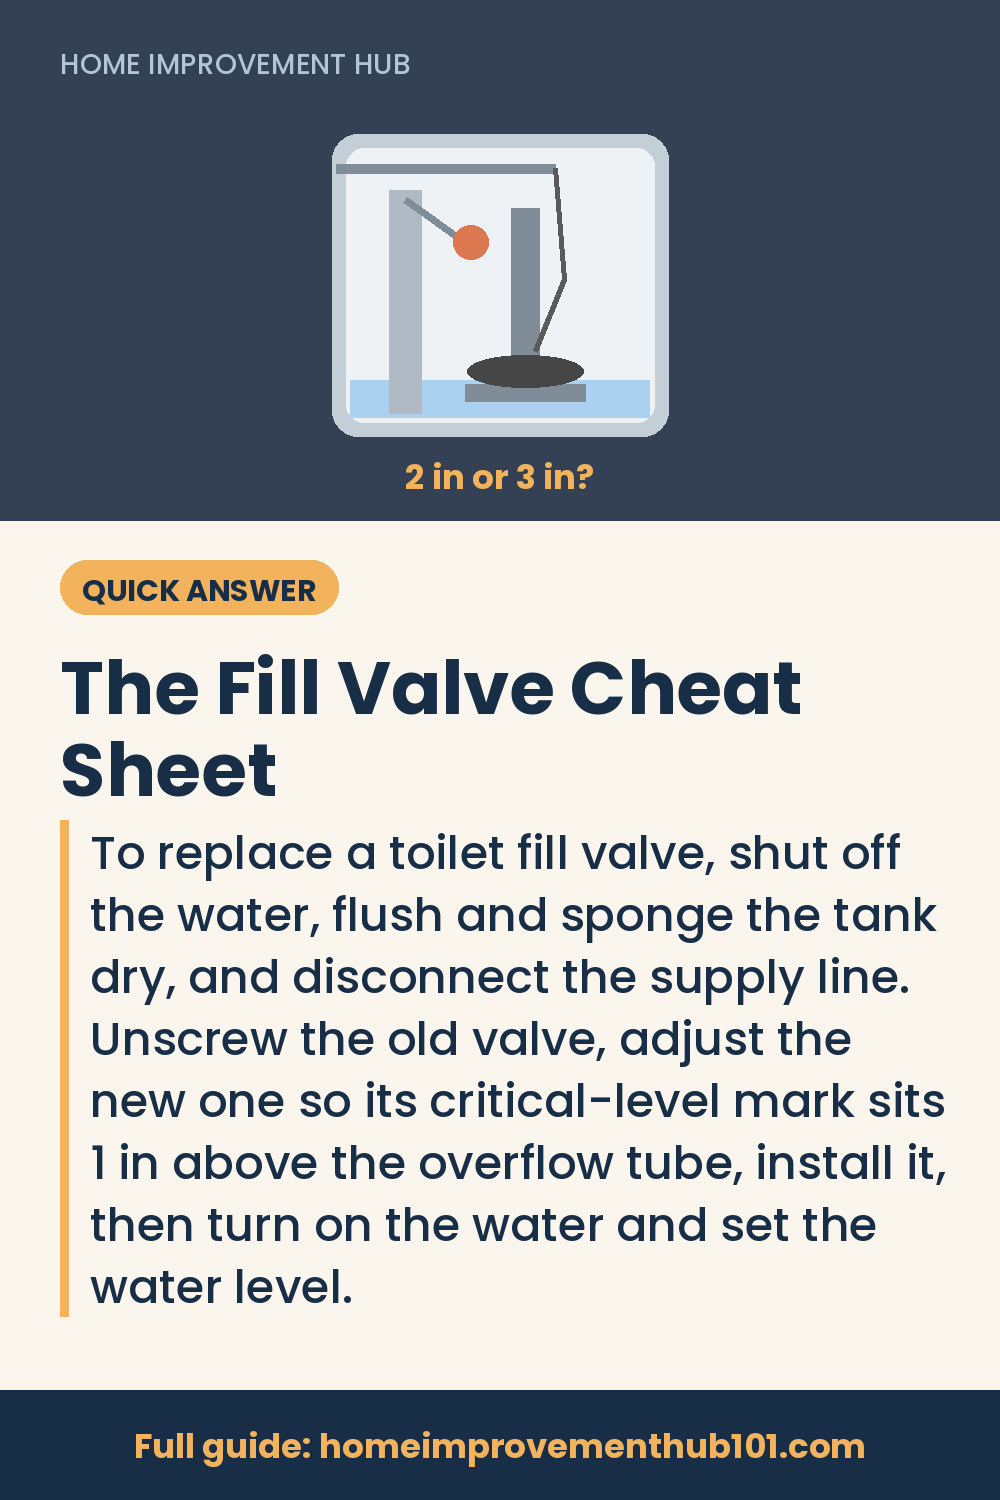 HOME IMPROVEMENT HUB
2 in or 3 in?
QUICK ANSWER
The Fill Valve Cheat
Sheet
To replace a toilet fill valve, shut off
the water, flush and sponge the tank
dry, and disconnect the supply line.
Unscrew the old valve, adjust the
new one so its critical-level mark sits
1 in above the overflow tube, install it,
then turn on the water and set the
water level.
Full guide: homeimprovementhub101.com